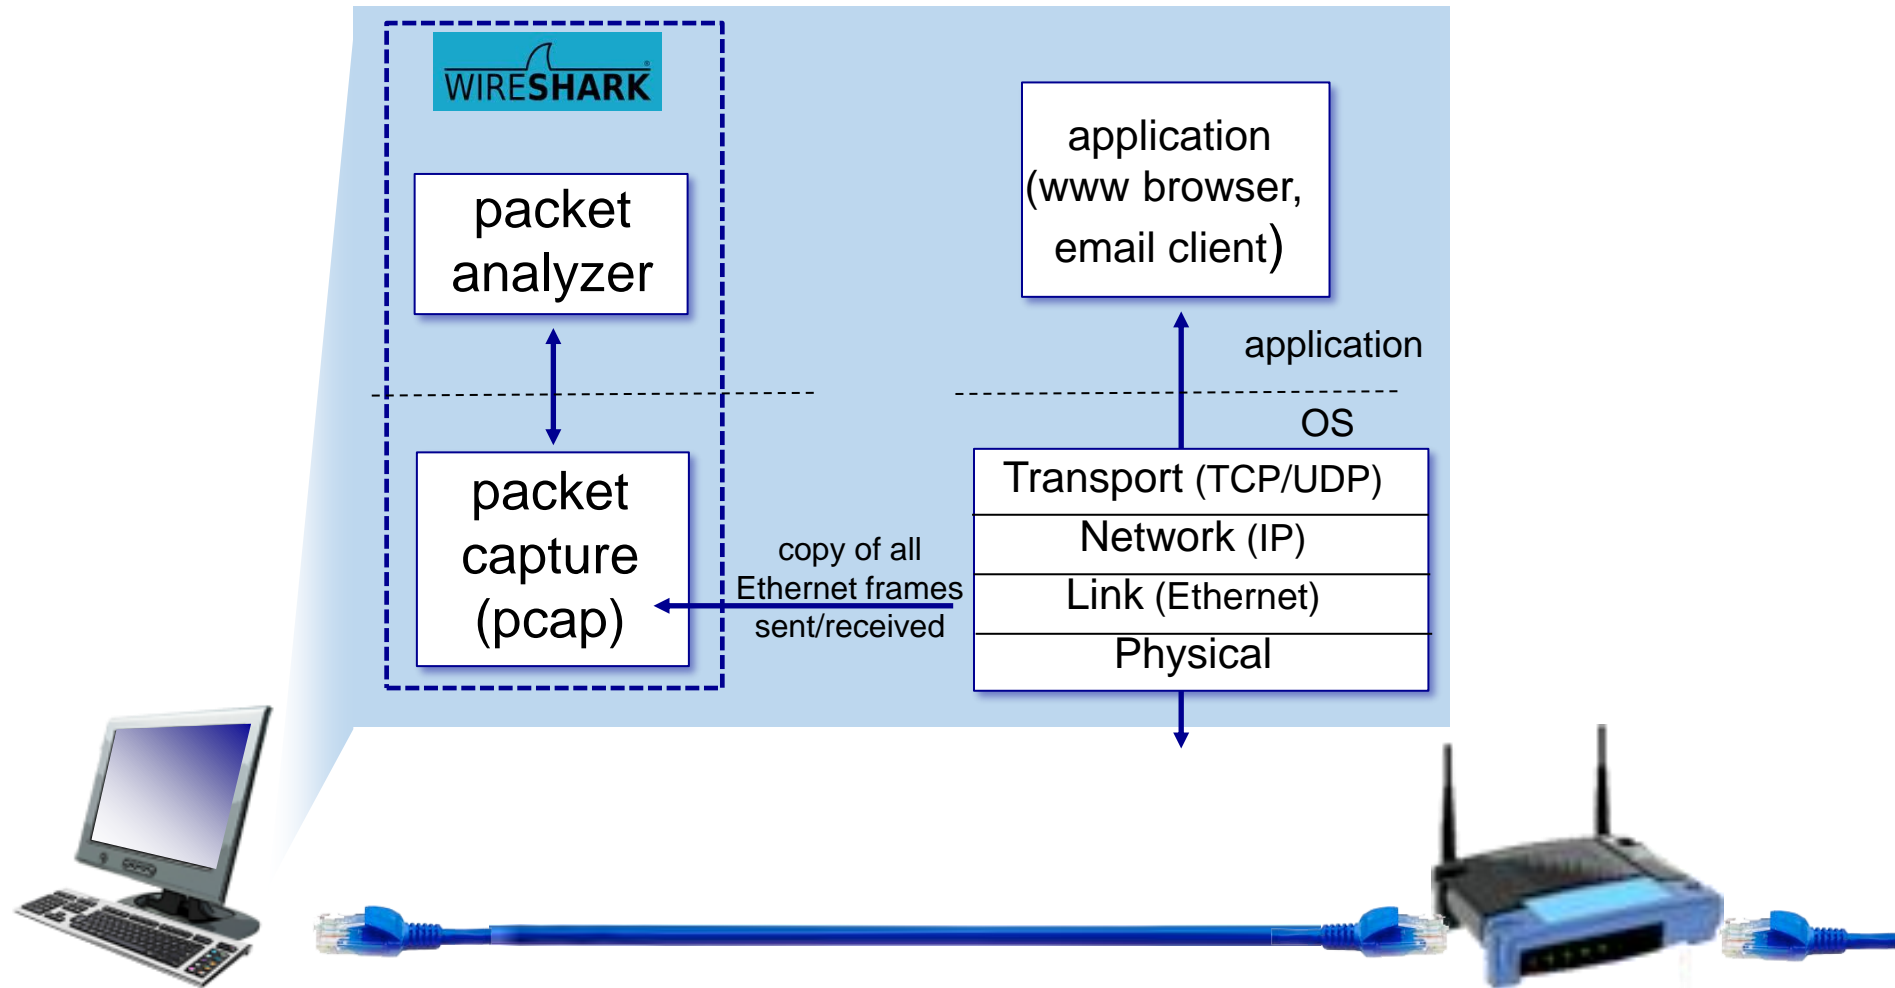 WIRESHARK
®
packet
analyzer
packet
capture
(pcap)
copy of all
Ethernet frames
sent/received
application
(www browser,
email client)
application
OS
Transport (TCP/UDP)
Network (IP)
Link (Ethernet)
Physical